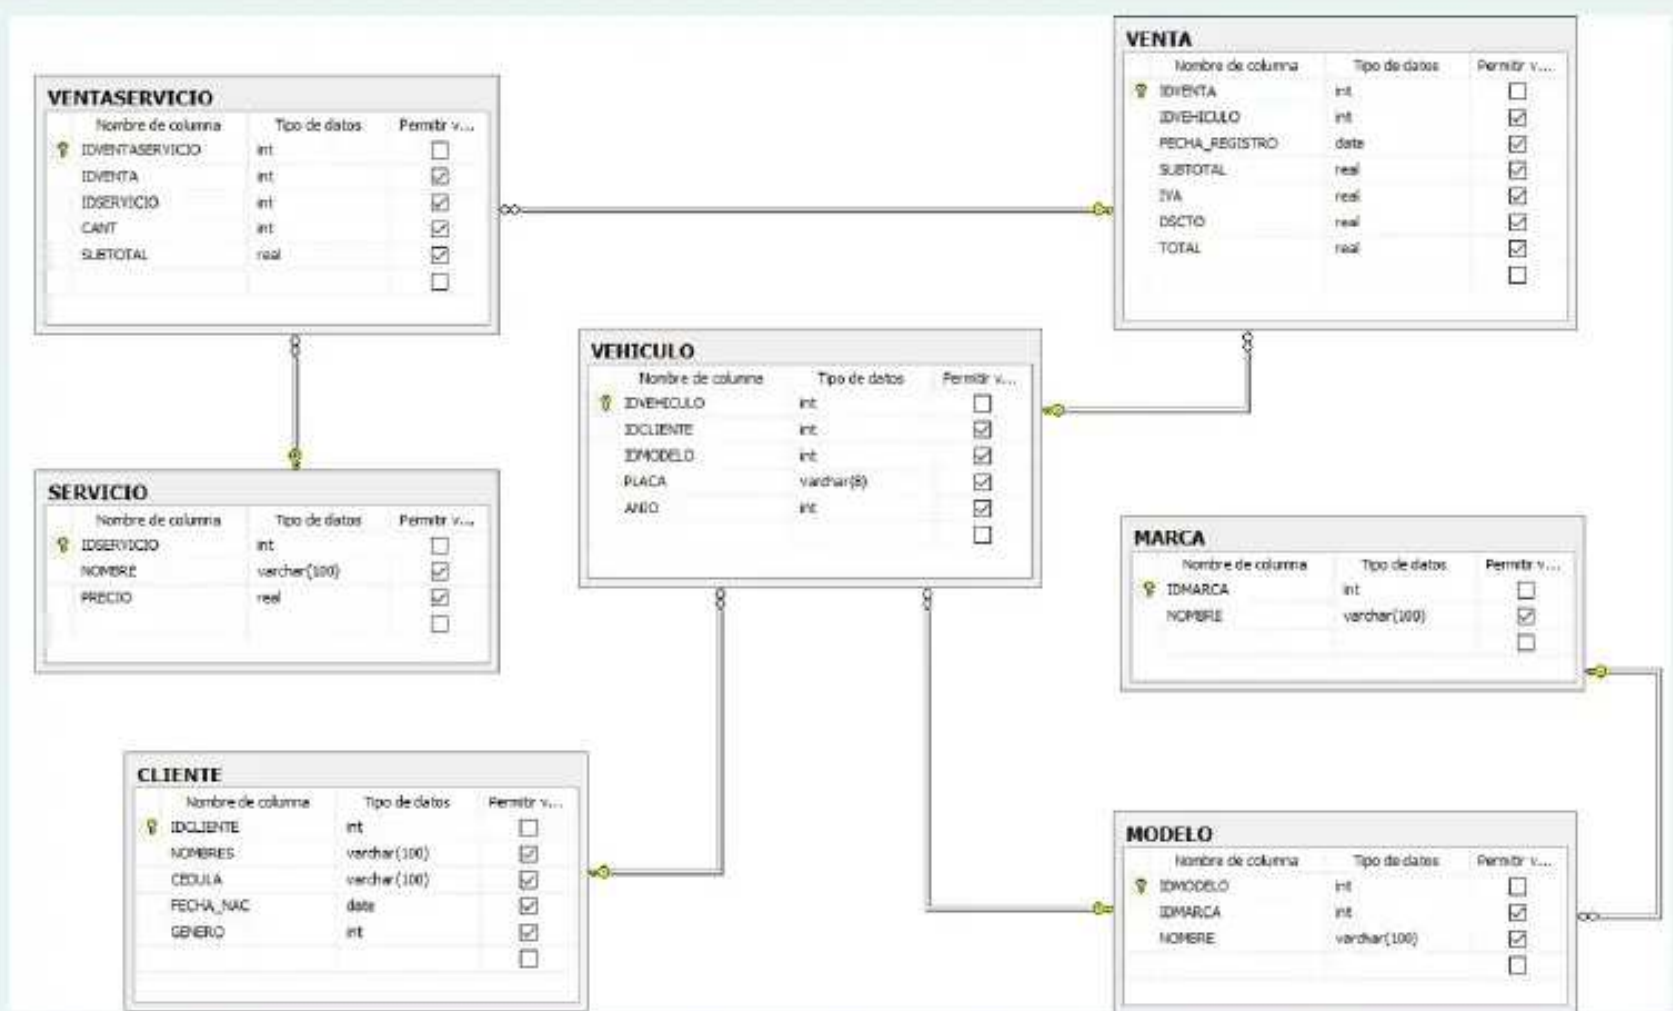 VENTASERVICIO
Nombre de columna Tipo de datos Permitir v...
IDVENTASERVICIO int
IDVENTA int
IDSERVICIO int
CANT int
SUBTOTAL real
VENTA
Nombre de columna Tipo de datos Permitir v...
IDVENTA int
IDVEHICULO int
FECHA_REGISTRO date
SUBTOTAL real
IVA real
DSCTO real
TOTAL real
VEHICULO
Nombre de columna Tipo de datos Permitir v...
IDVEHICULO int
IDCLIENTE int
IDMODELO int
PLACA varchar(8)
ANIO int
SERVICIO
Nombre de columna Tipo de datos Permitir v...
IDSERVICIO int
NOMBRE varchar(100)
PRECIO real
MARCA
Nombre de columna Tipo de datos Permitir v...
IDMARCA int
NOMBRE varchar(100)
CLIENTE
Nombre de columna Tipo de datos Permitir v...
IDCLIENTE int
NOMBRES varchar(100)
CEDULA varchar(100)
FECHA_NAC date
GENERO int
MODELO
Nombre de columna Tipo de datos Permitir v...
IDMODELO int
IDMARCA int
NOMBRE varchar(100)